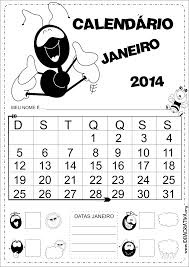 CALENDÁRIO
JANEIRO
2014
MEU NOME É
D S T Q Q S S
1 2 3 4
5 6 7 8 9 10 11
12 13 14 15 16 17 18
19 20 21 22 23 24
25 26 27 28 29 30 31
DATAS JANEIRO